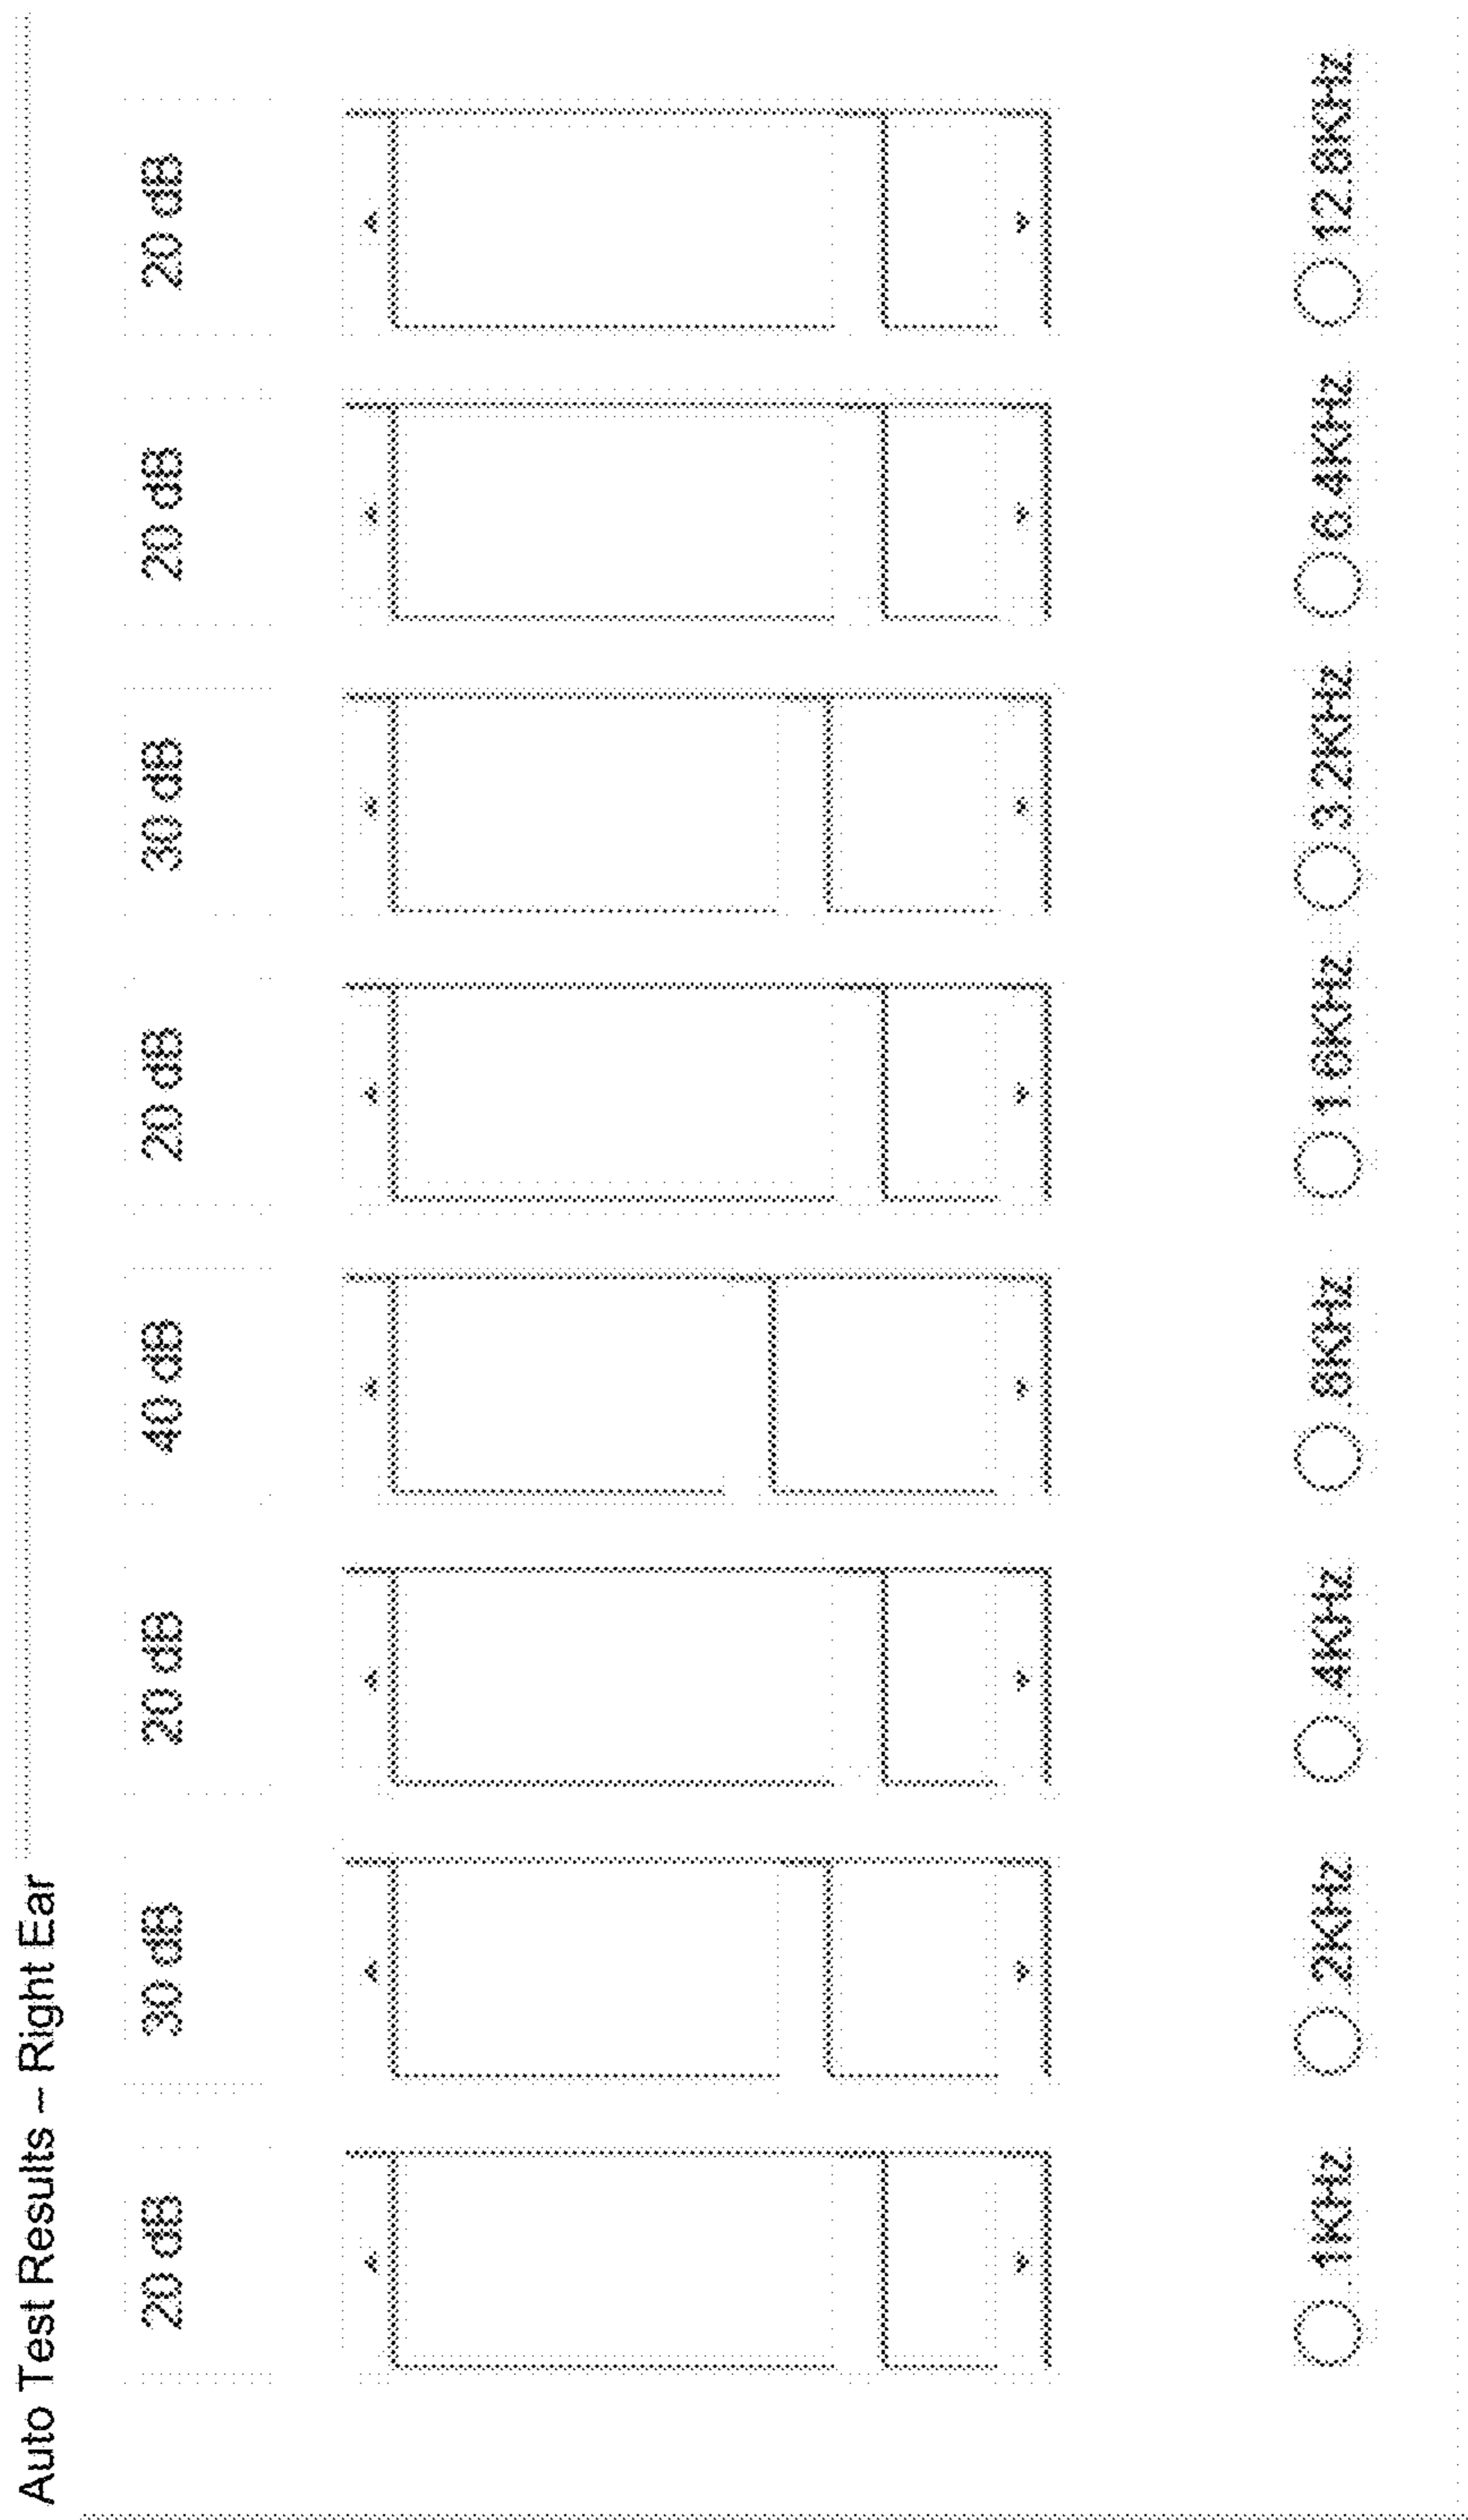 Auto Test Results – Right Ear
20 dB 30 dB 20 dB 40 dB 20 dB 30 dB 20 dB 20 dB
.1KHz .2KHz .4KHz .8KHz 1.6KHz 3.2KHz 6.4KHz 12.8KHz